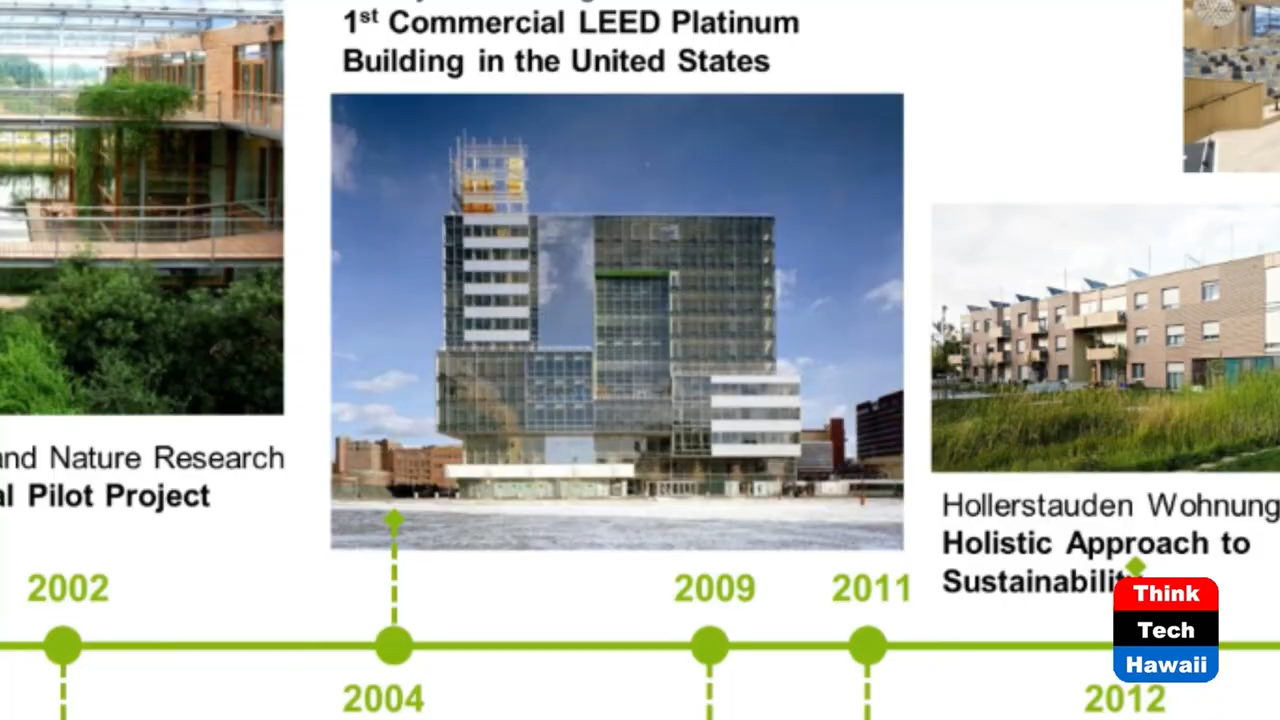 1st Commercial LEED Platinum
Building in the United States
and Nature Research
al Pilot Project
Hollerstauden Wohnung
Holistic Approach to
Sustainability
2002
2009
2011
2004
2012
Think
Tech
Hawaii